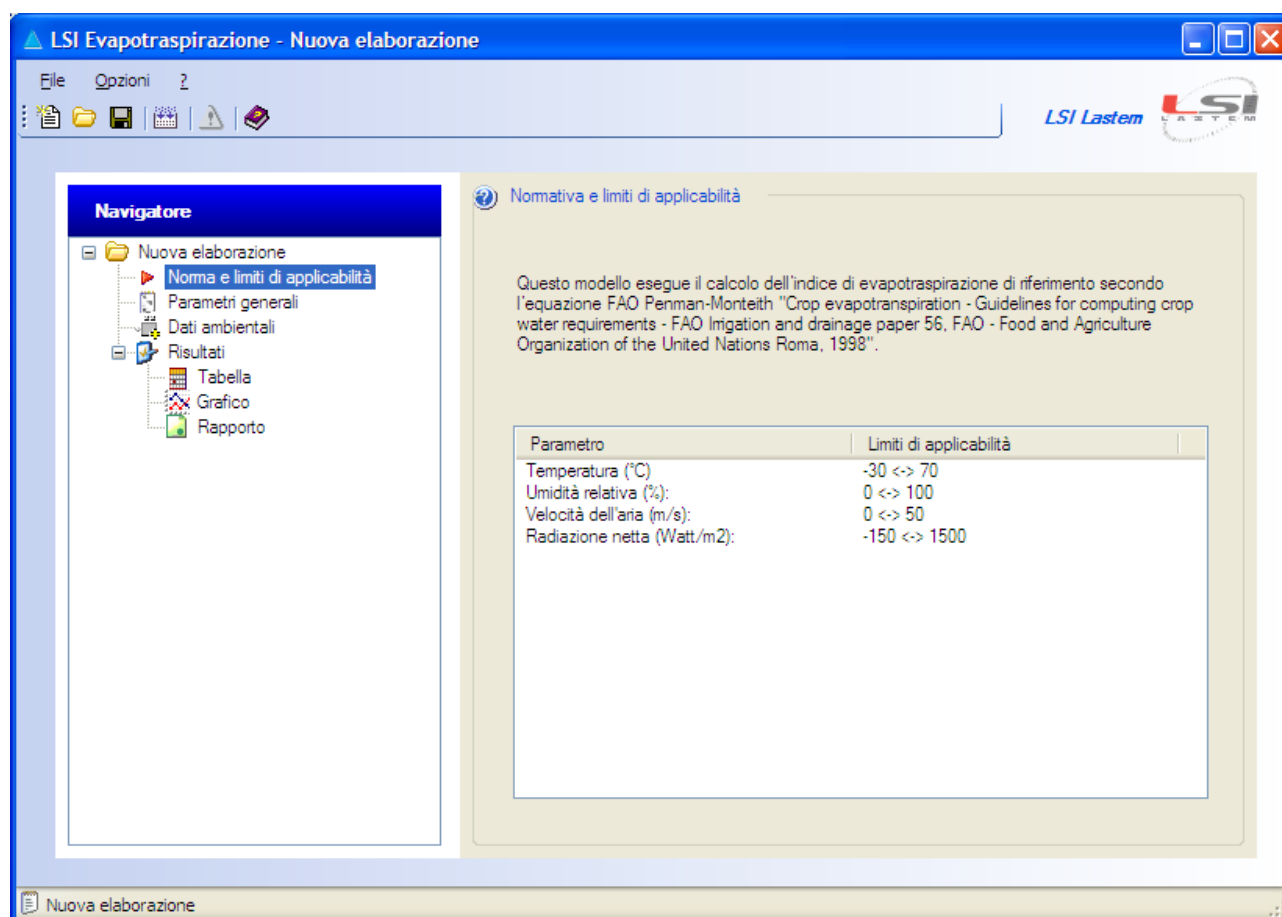 LSI Evapotraspirazione - Nuova elaborazione
File Opzioni ?
LSI Lastem
LSI
LASTEM
Navigatore
Nuova elaborazione
Norma e limiti di applicabilità
Parametri generali
Dati ambientali
Risultati
Tabella
Grafico
Rapporto
Normativa e limiti di applicabilità
Questo modello esegue il calcolo dell'indice di evapotraspirazione di riferimento secondo
l'equazione FAO Penman-Monteith "Crop evapotranspiration - Guidelines for computing crop
water requirements - FAO Irrigation and drainage paper 56, FAO - Food and Agriculture
Organization of the United Nations Roma, 1998".
Parametro Limiti di applicabilità
Temperatura (°C) -30 <-> 70
Umidità relativa (%): 0 <-> 100
Velocità dell'aria (m/s): 0 <-> 50
Radiazione netta (Watt/m2): -150 <-> 1500
Nuova elaborazione